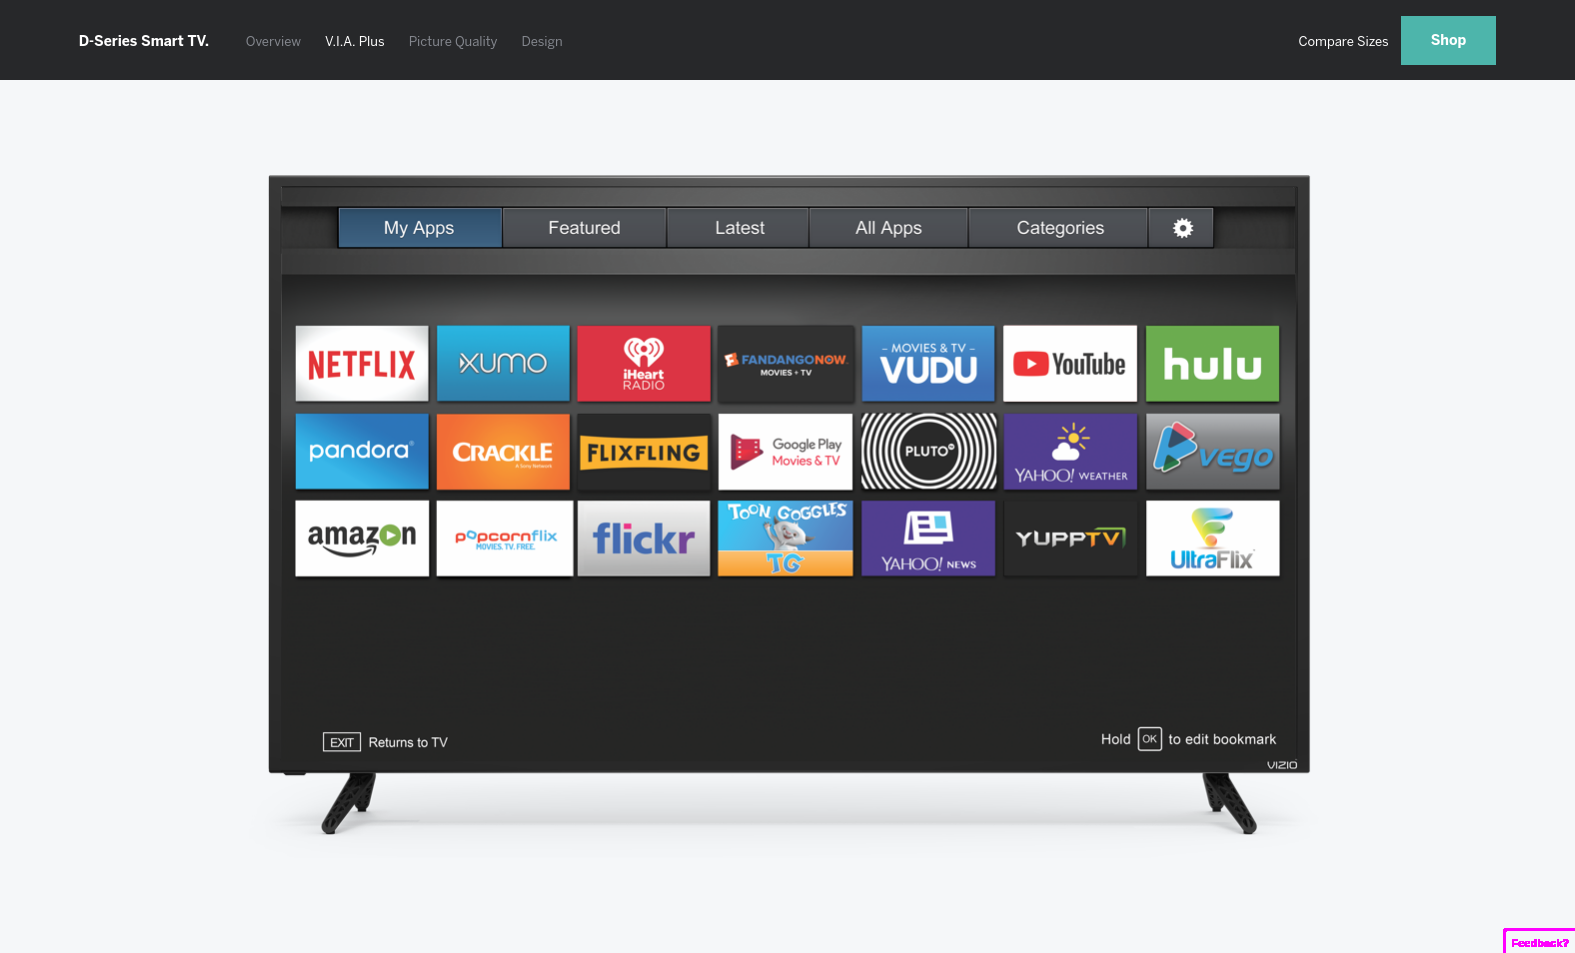 D-Series Smart TV. Overview V.I.A. Plus Picture Quality Design Compare Sizes Shop
My Apps Featured Latest All Apps Categories
NETFLIX
XUMO
iHeart
RADIO
FANDANGONOW
MOVIES + TV
– MOVIES & TV –
VUDU
YouTube
hulu
pandora
CRACKLE
A Sony Network
FLIXFLING
Google Play
Movies & TV
PLUTO TV
YAHOO! WEATHER
vego
amazon
popcornflix
MOVIES. TV. FREE.
flickr
TOON GOGGLES
TG
YAHOO! NEWS
YUPPTV
UltraFlix
EXIT Returns to TV
Hold OK to edit bookmark
VIZIO
Feedback?